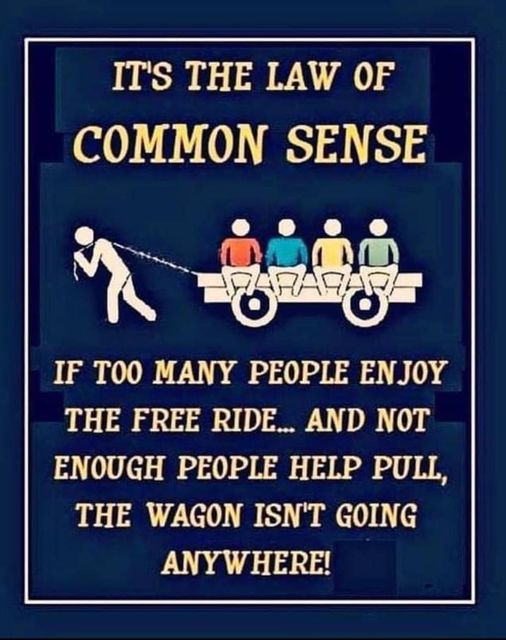 IT'S THE LAW OF
COMMON SENSE
IF TOO MANY PEOPLE ENJOY
THE FREE RIDE... AND NOT
ENOUGH PEOPLE HELP PULL,
THE WAGON ISN'T GOING
ANYWHERE!